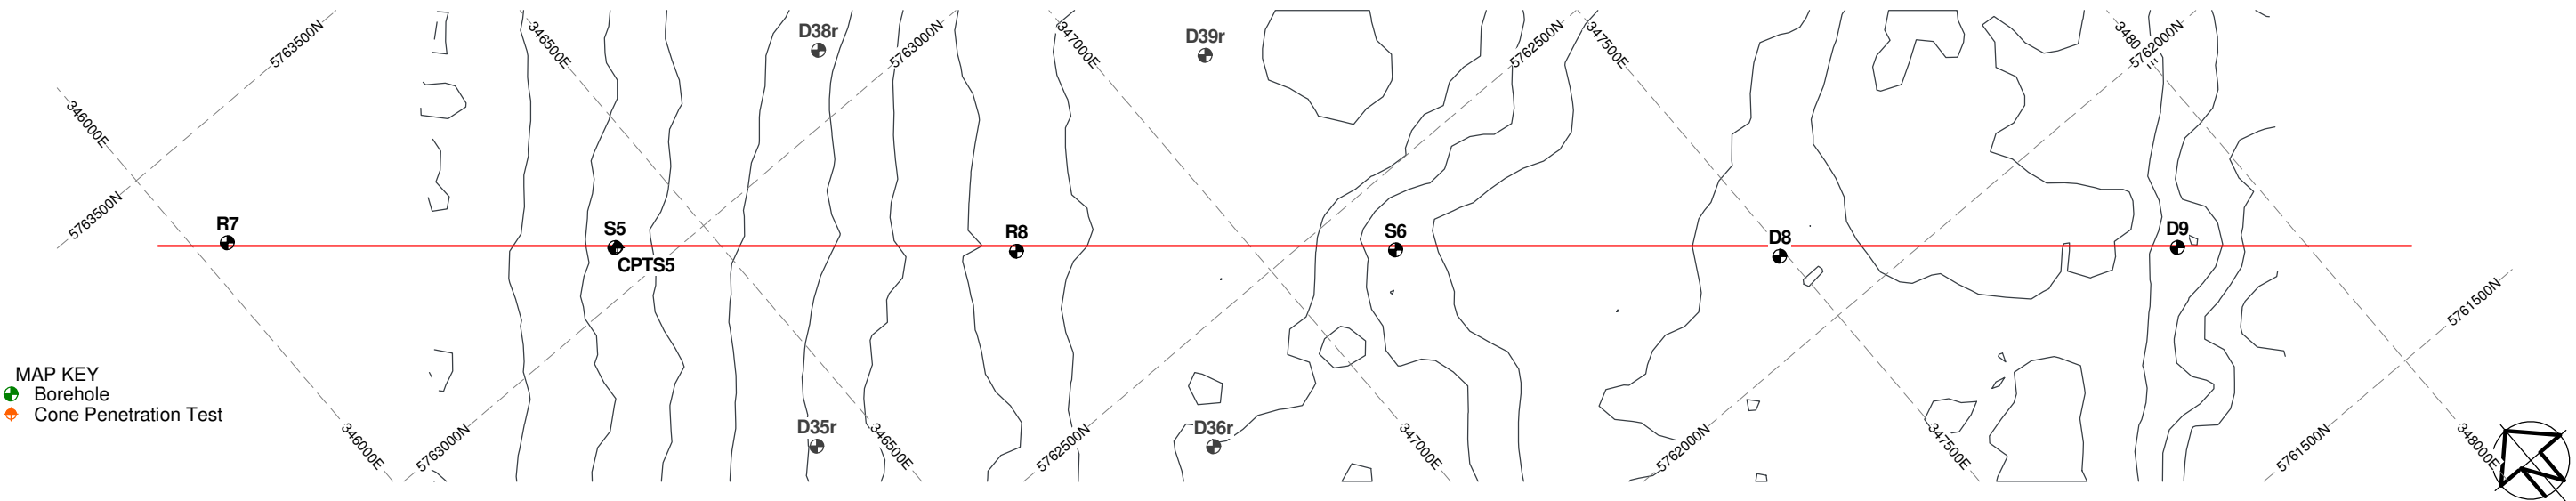 5763500N
346500E
D38r
5763000N
347000E
D39r
5762500N
347500E
3480
5762000N
346000E
5763500N
R7
S5
CPTS5
R8
S6
D8
D9
5761500N
MAP KEY
Borehole
Cone Penetration Test
346000E
5763000N
D35r
346500E
5762500N
D36r
347000E
5762000N
347500E
5761500N
348000E